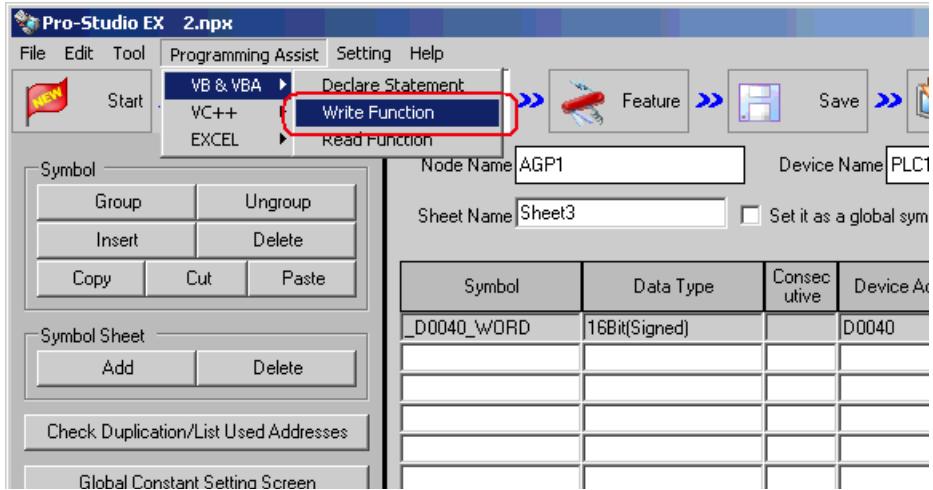 Pro-Studio EX 2.npx
File Edit Tool Programming Assist Setting Help
NEW Start
VB & VBA
VC++
EXCEL
Declare Statement
Write Function
Read Function
Feature
Save
Symbol
Group Ungroup
Insert Delete
Copy Cut Paste
Symbol Sheet
Add Delete
Check Duplication/List Used Addresses
Global Constant Setting Screen
Node Name AGP1 Device Name PLC1
Sheet Name Sheet3 Set it as a global sym
Symbol Data Type Consec
utive Device Ad
_D0040_WORD 16Bit(Signed) D0040